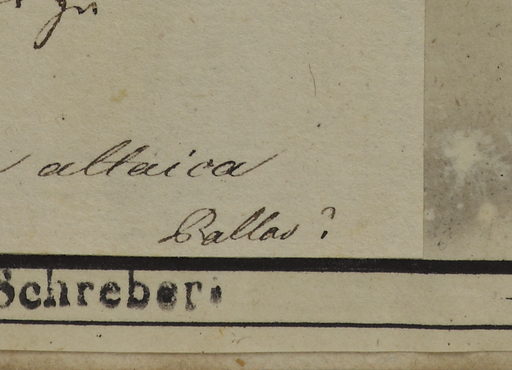 altaica
Pallas?
Schreber.